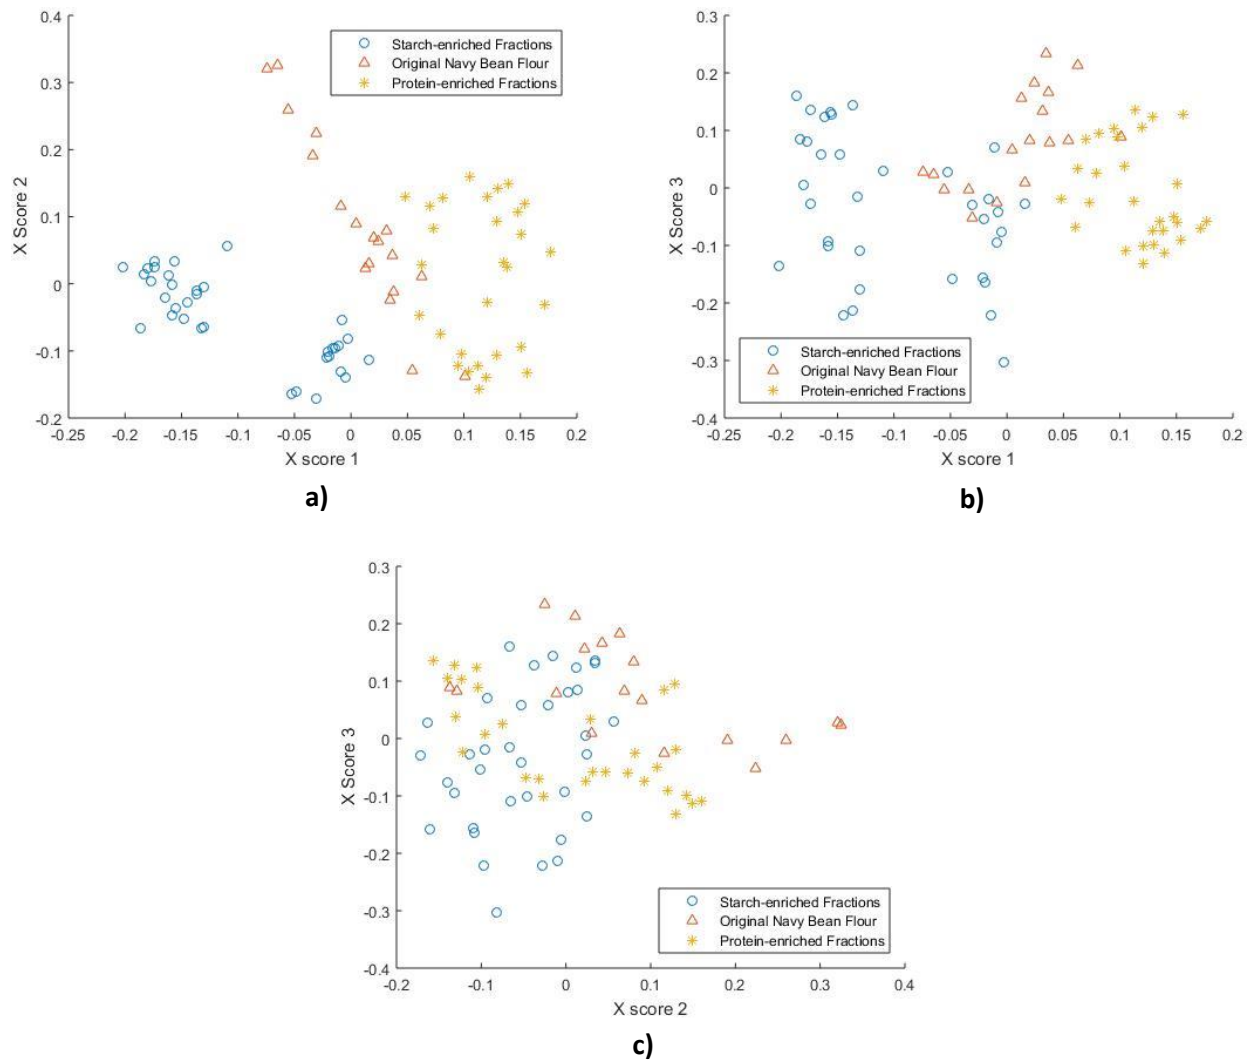 0.4
0.3
0.2
0.1
0
-0.1
-0.2
X Score 2
-0.25
-0.2
-0.15
-0.1
-0.05
0
0.05
0.1
0.15
0.2
X score 1
Starch-enriched Fractions
Original Navy Bean Flour
Protein-enriched Fractions
a)
0.3
0.2
0.1
0
-0.1
-0.2
-0.3
-0.4
X Score 3
-0.25
-0.2
-0.15
-0.1
-0.05
0
0.05
0.1
0.15
0.2
X score 1
Starch-enriched Fractions
Original Navy Bean Flour
Protein-enriched Fractions
b)
0.3
0.2
0.1
0
-0.1
-0.2
-0.3
-0.4
X Score 3
-0.2
-0.1
0
0.1
0.2
0.3
0.4
X score 2
Starch-enriched Fractions
Original Navy Bean Flour
Protein-enriched Fractions
c)